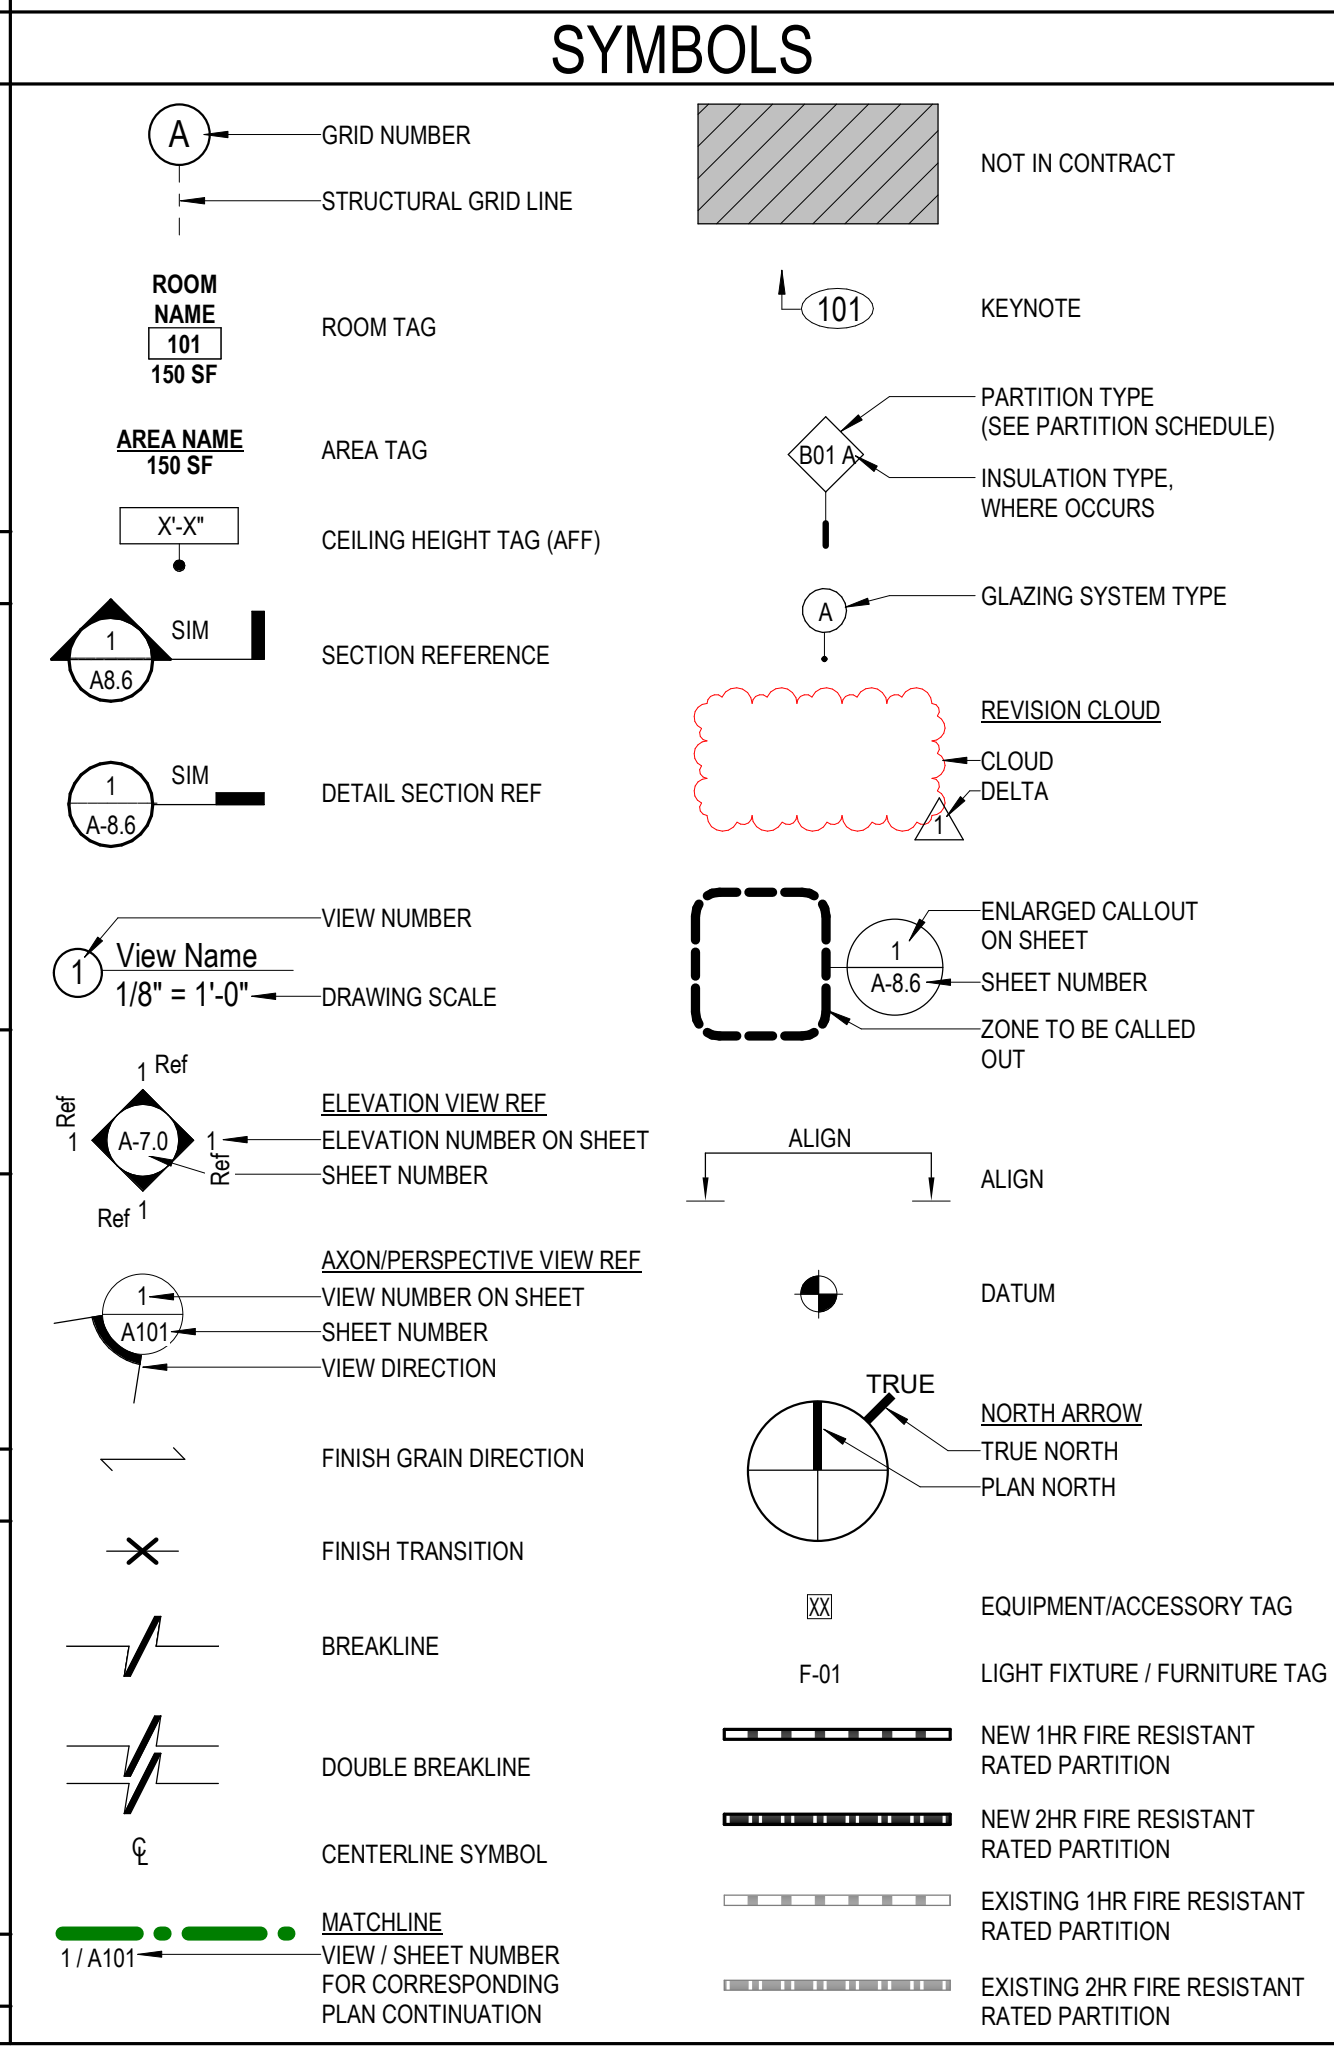 SYMBOLS
A
GRID NUMBER
STRUCTURAL GRID LINE
ROOM
NAME
101
150 SF
ROOM TAG
AREA NAME
150 SF
AREA TAG
X'-X"
CEILING HEIGHT TAG (AFF)
1
SIM
A8.6
SECTION REFERENCE
1
SIM
A-8.6
DETAIL SECTION REF
VIEW NUMBER
1
View Name
1/8" = 1'-0"
DRAWING SCALE
1 Ref
Ref
1
A-7.0
1
Ref
Ref 1
ELEVATION VIEW REF
ELEVATION NUMBER ON SHEET
SHEET NUMBER
AXON/PERSPECTIVE VIEW REF
1
VIEW NUMBER ON SHEET
A101
SHEET NUMBER
VIEW DIRECTION
FINISH GRAIN DIRECTION
FINISH TRANSITION
BREAKLINE
DOUBLE BREAKLINE
℄
CENTERLINE SYMBOL
MATCHLINE
1 / A101
VIEW / SHEET NUMBER
FOR CORRESPONDING
PLAN CONTINUATION
NOT IN CONTRACT
101
KEYNOTE
PARTITION TYPE
(SEE PARTITION SCHEDULE)
B01 A
INSULATION TYPE,
WHERE OCCURS
A
GLAZING SYSTEM TYPE
REVISION CLOUD
CLOUD
DELTA
1
ENLARGED CALLOUT
ON SHEET
1
A-8.6
SHEET NUMBER
ZONE TO BE CALLED
OUT
ALIGN
ALIGN
DATUM
TRUE
NORTH ARROW
TRUE NORTH
PLAN NORTH
XX
EQUIPMENT/ACCESSORY TAG
F-01
LIGHT FIXTURE / FURNITURE TAG
NEW 1HR FIRE RESISTANT
RATED PARTITION
NEW 2HR FIRE RESISTANT
RATED PARTITION
EXISTING 1HR FIRE RESISTANT
RATED PARTITION
EXISTING 2HR FIRE RESISTANT
RATED PARTITION